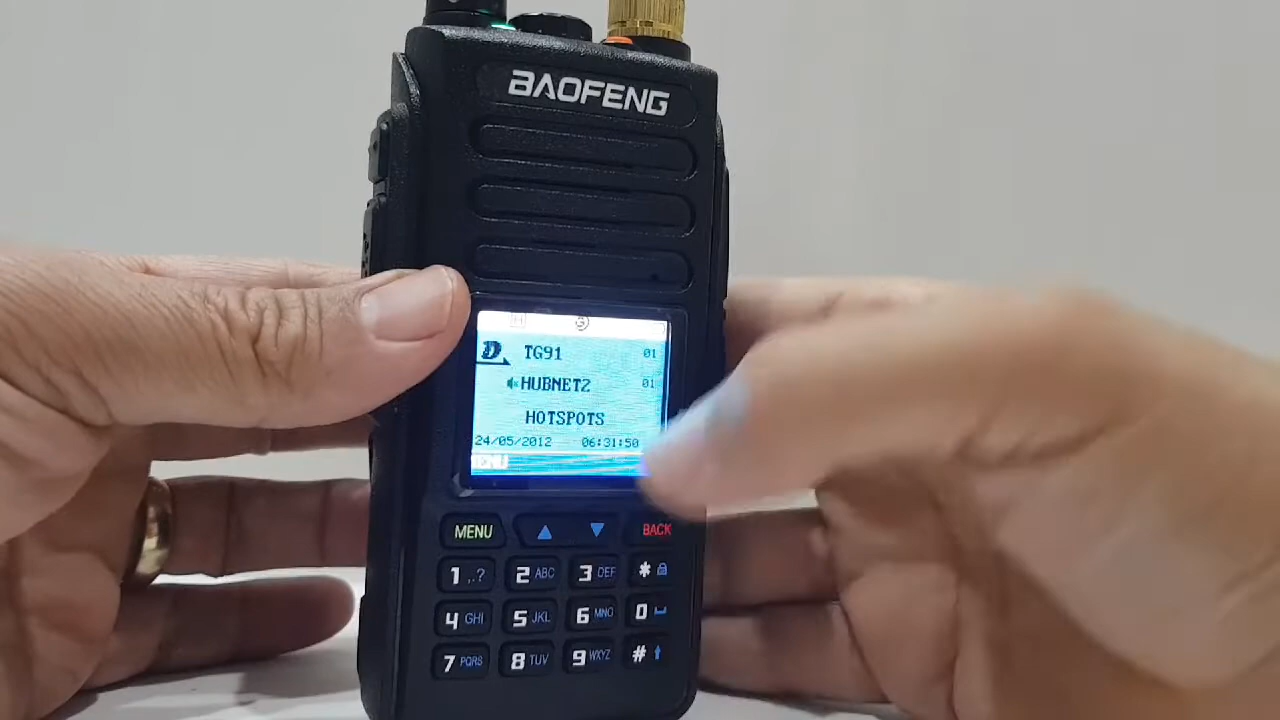 BAOFENG
D TG91 01
HUBNET2 01
HOTSPOTS
24/05/2012 06:31:50
MENU
MENU BACK
1 ,.? 2 ABC 3 DEF *
4 GHI 5 JKL 6 MNO 0
7 PQRS 8 TUV 9 WXYZ #